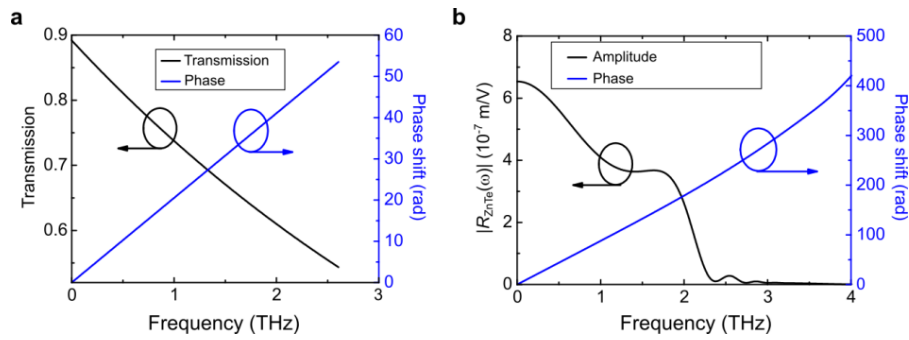 a
0.9
0.8
0.7
0.6
Transmission
Transmission
Phase
60
50
40
30
20
10
0
Phase shift (rad)
0
1
2
3
Frequency (THz)
b
8
6
4
2
0
|R_ZnTe(ω)| (10⁻⁷ m/V)
Amplitude
Phase
500
400
300
200
100
0
Phase shift (rad)
0
1
2
3
4
Frequency (THz)